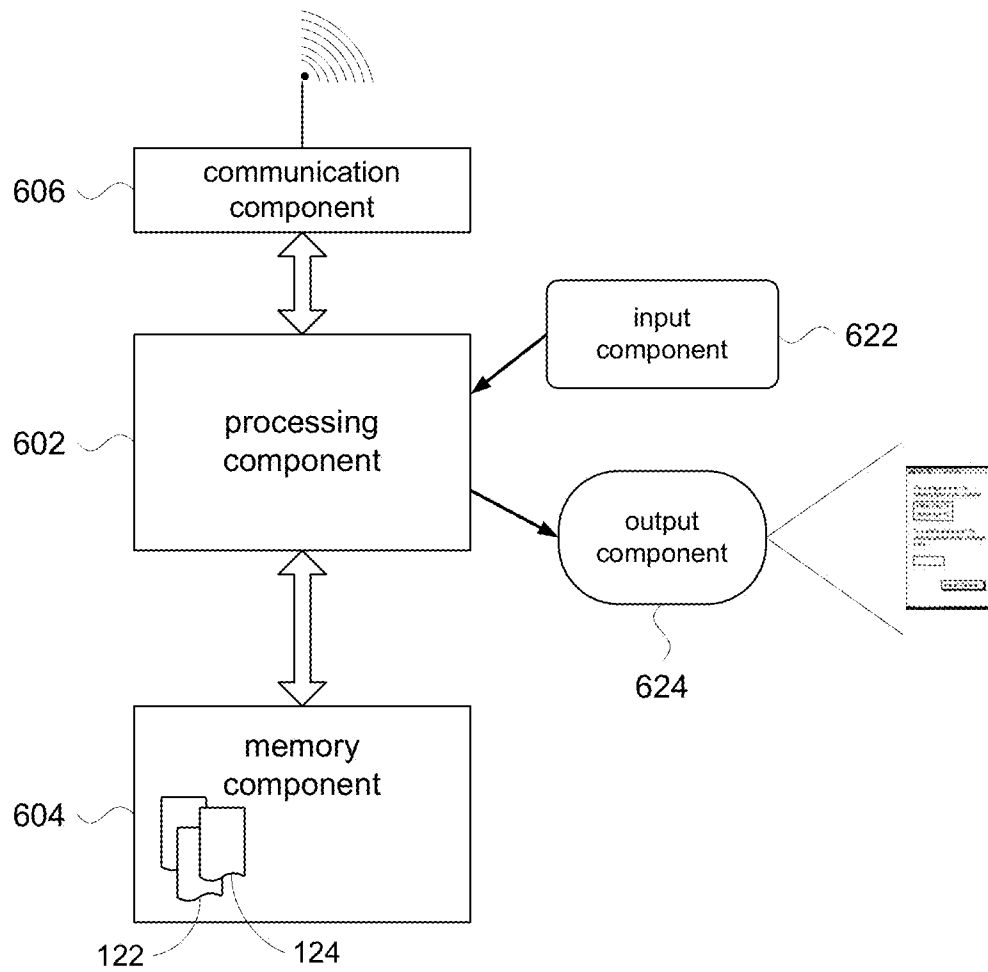 communication
component
606
input
component
622
processing
component
602
output
component
624
memory
component
604
122
124